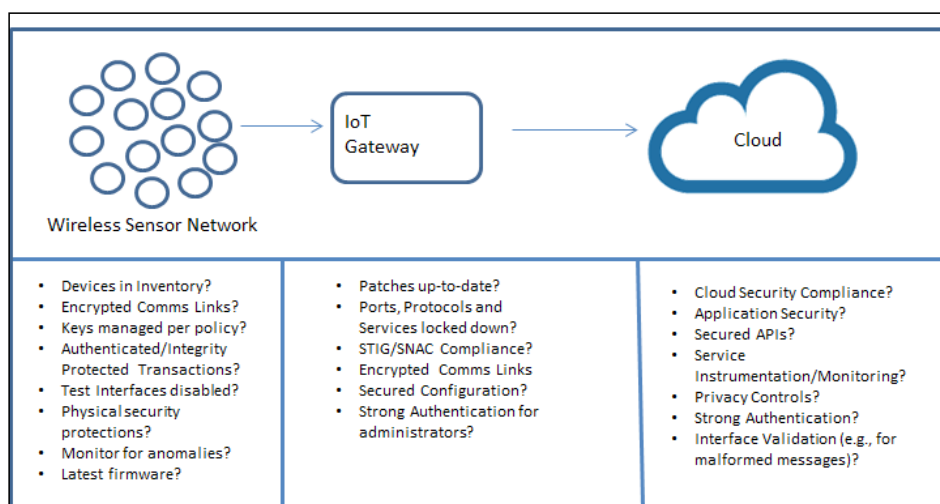 IoT
Gateway
Cloud
Wireless Sensor Network
• Devices in Inventory?
• Encrypted Comms Links?
• Keys managed per policy?
• Authenticated/Integrity
Protected Transactions?
• Test Interfaces disabled?
• Physical security
protections?
• Monitor for anomalies?
• Latest firmware?
• Patches up-to-date?
• Ports, Protocols and
Services locked down?
• STIG/SNAC Compliance?
• Encrypted Comms Links
• Secured Configuration?
• Strong Authentication for
administrators?
• Cloud Security Compliance?
• Application Security?
• Secured APIs?
• Service
Instrumentation/Monitoring?
• Privacy Controls?
• Strong Authentication?
• Interface Validation (e.g., for
malformed messages)?